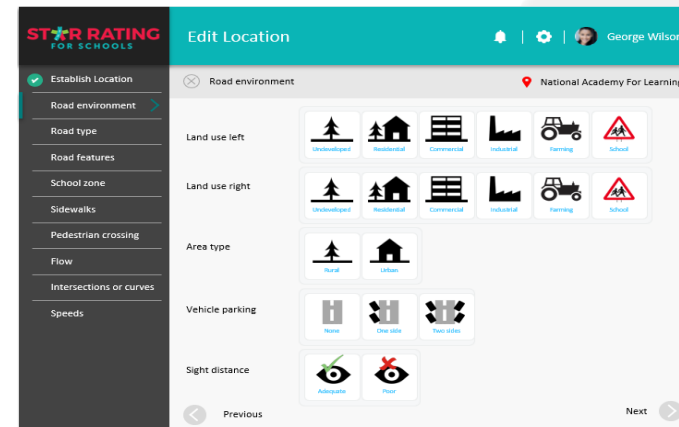 STAR RATING
FOR SCHOOLS
Edit Location
George Wilson
Establish Location
Road environment
Road type
Road features
School zone
Sidewalks
Pedestrian crossing
Flow
Intersections or curves
Speeds
Road environment
National Academy For Learning
Land use left
Undeveloped Residential Commercial Industrial Farming School
Land use right
Undeveloped Residential Commercial Industrial Farming School
Area type
Rural Urban
Vehicle parking
None One side Two sides
Sight distance
Adequate Poor
Previous
Next